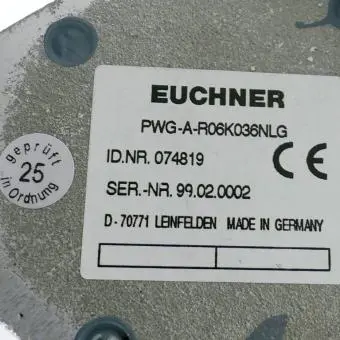 EUCHNER
PWG-A-R06K036NLG
ID.NR. 074819
SER.-NR. 99.02.0002
D-70771 LEINFELDEN MADE IN GERMANY
CE
geprüft
25
in Ordnung